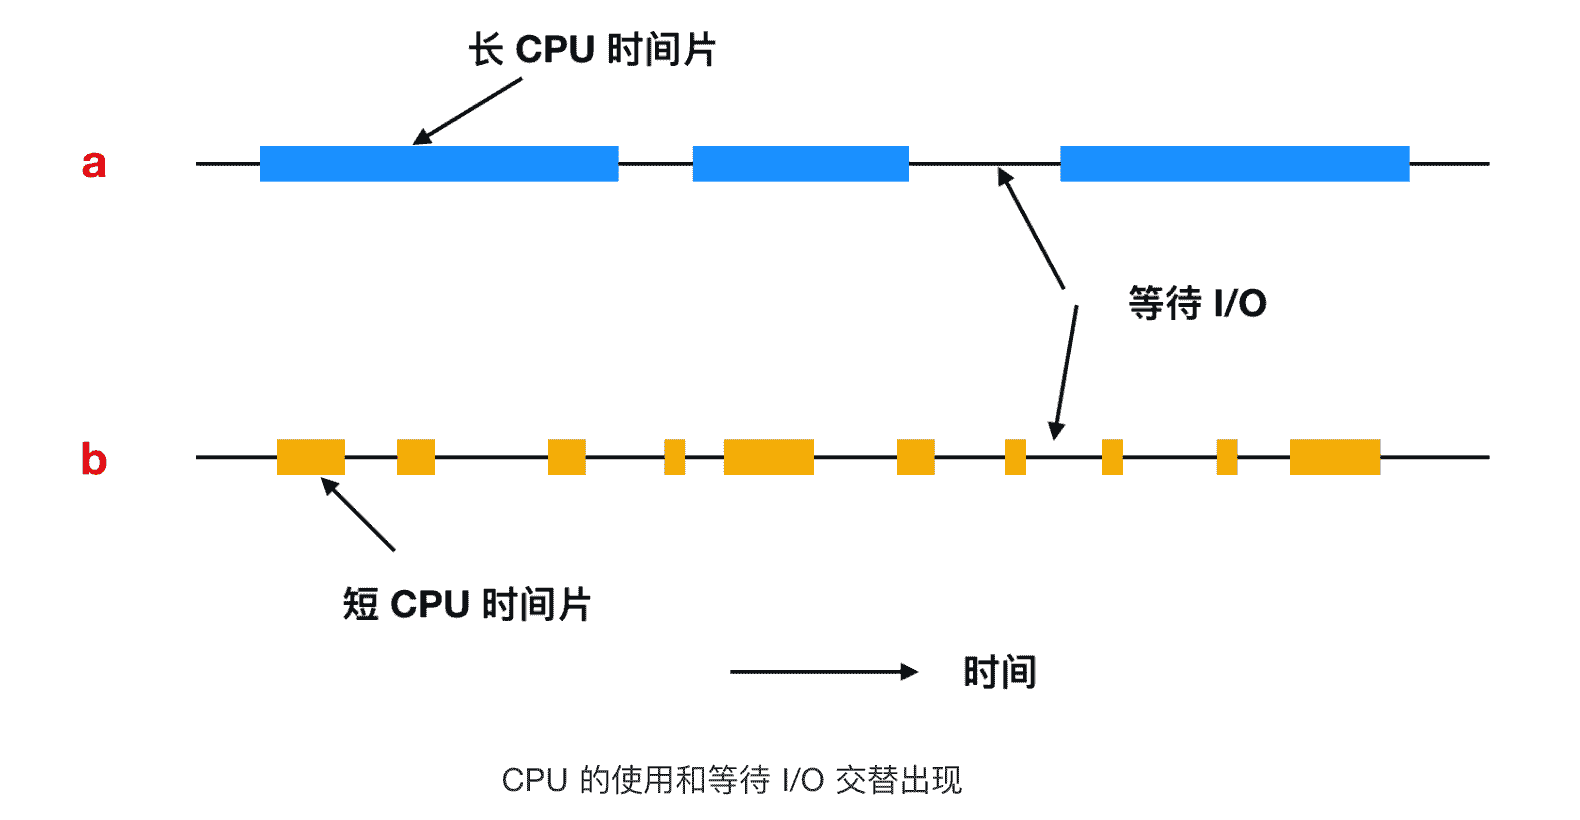 长 CPU 时间片
a
等待 I/O
b
短 CPU 时间片
时间
CPU 的使用和等待 I/O 交替出现